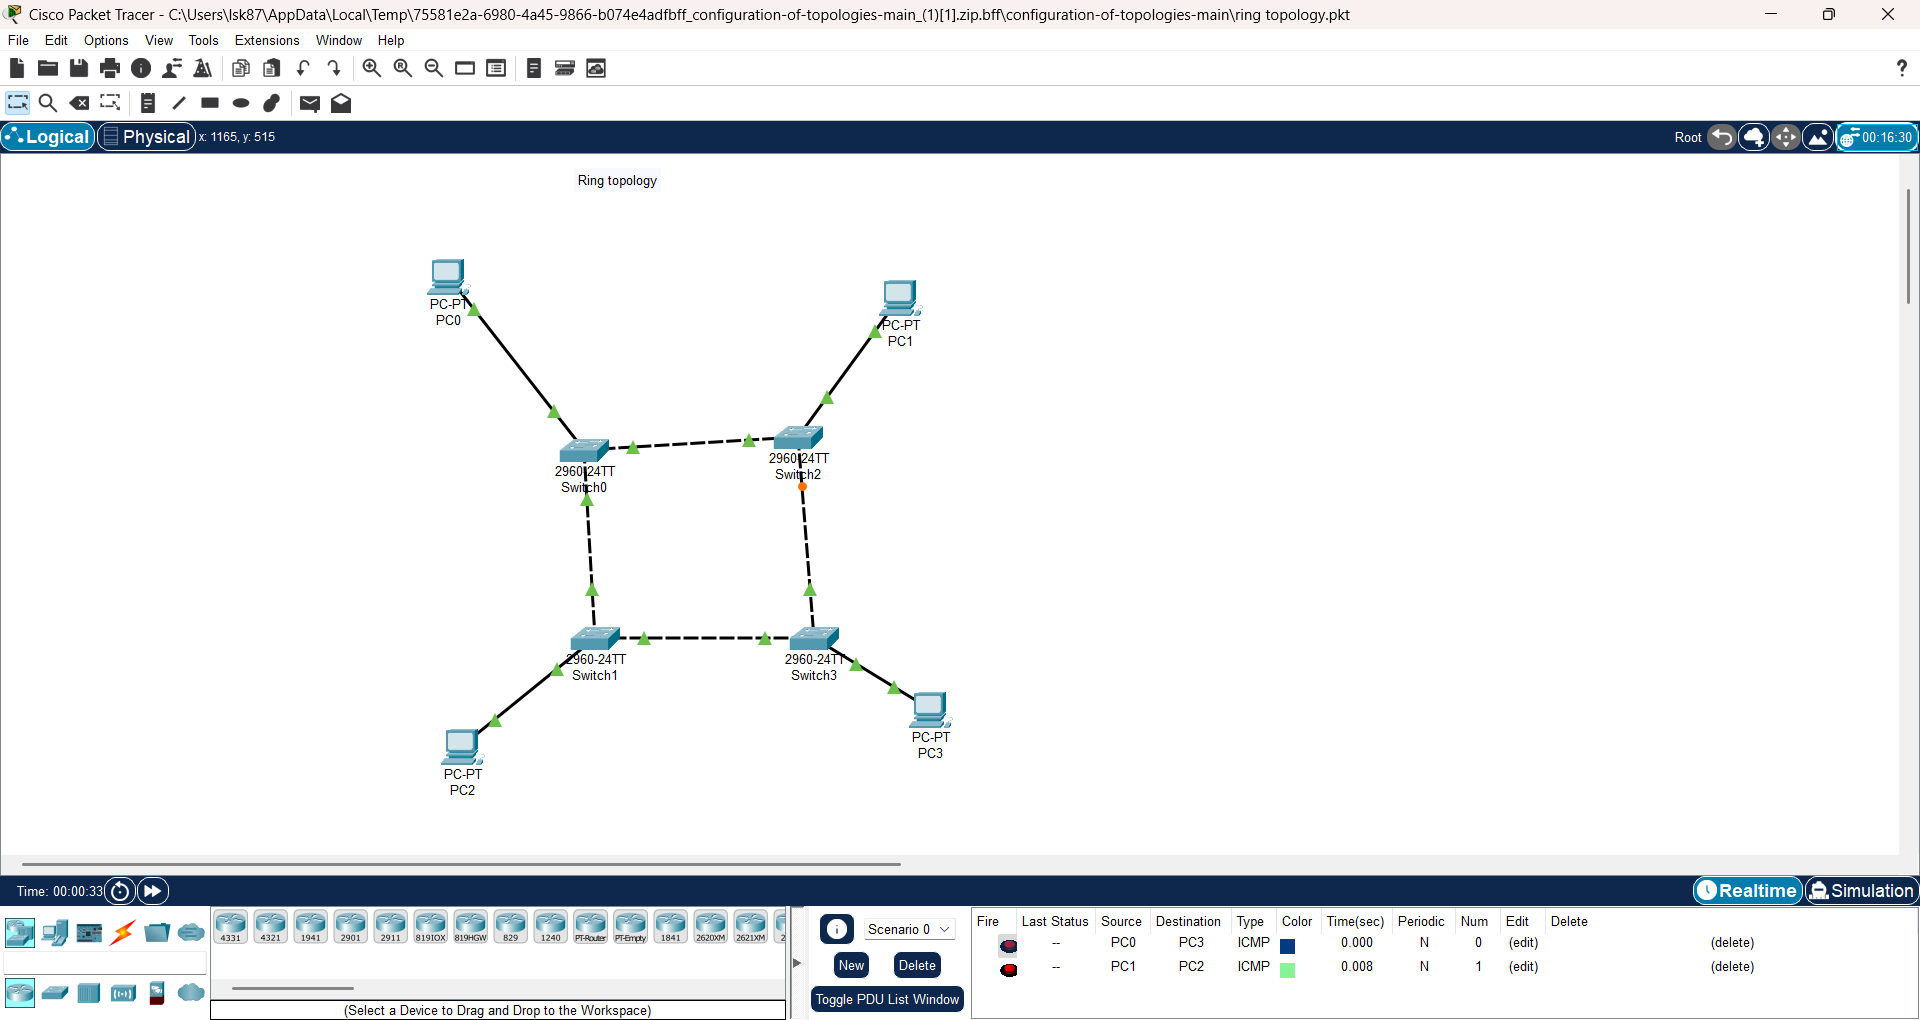 Cisco Packet Tracer - C:\Users\lsk87\AppData\Local\Temp\75581e2a-6980-4a45-9866-b074e4adfbff_configuration-of-topologies-main_(1)[1].zip.bff\configuration-of-topologies-main\ring topology.pkt
File Edit Options View Tools Extensions Window Help
?
Logical Physical x: 1165, y: 515 Root 00:16:30
Ring topology
PC-PT
PC0
PC-PT
PC1
2960-24TT
Switch0
2960-24TT
Switch2
2960-24TT
Switch1
2960-24TT
Switch3
PC-PT
PC3
PC-PT
PC2
Time: 00:00:33 Realtime Simulation
4331 4321 1941 2901 2911 819IOX 819HGW 829 1240 PT-Router PT-Empty 1841 2620XM 2621XM 2
(Select a Device to Drag and Drop to the Workspace)
Scenario 0
New Delete
Toggle PDU List Window
Fire Last Status Source Destination Type Color Time(sec) Periodic Num Edit Delete
-- PC0 PC3 ICMP 0.000 N 0 (edit) (delete)
-- PC1 PC2 ICMP 0.008 N 1 (edit) (delete)